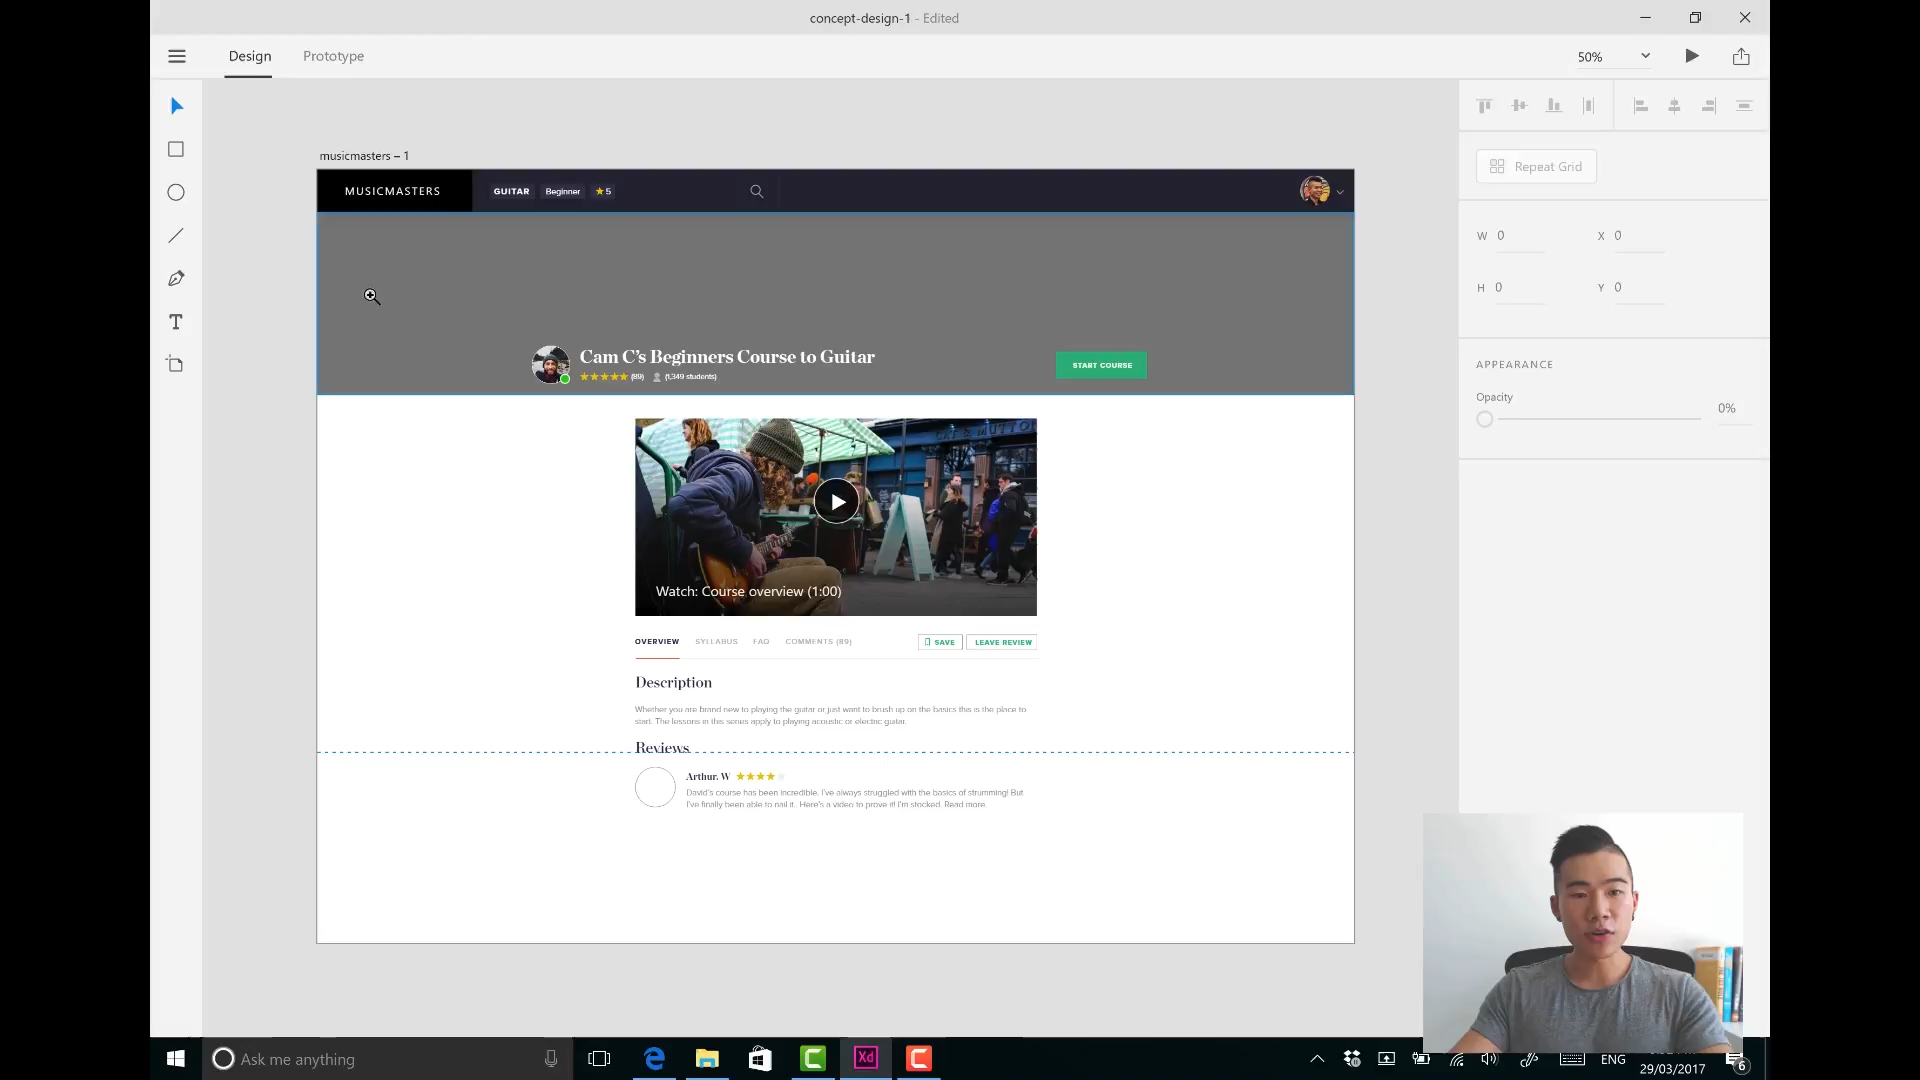 concept-design-1 - Edited
Design
Prototype
50%
musicmasters – 1
MUSICMASTERS
GUITAR
Beginner
★5
Repeat Grid
W 0
X 0
H 0
Y 0
APPEARANCE
Opacity
0%
Cam C's Beginners Course to Guitar
★★★★★ (89)
(1,349 students)
START COURSE
Watch: Course overview (1:00)
OVERVIEW
SYLLABUS
FAQ
COMMENTS (89)
SAVE
LEAVE REVIEW
Description
Whether you are brand new to playing the guitar or just want to brush up on the basics this is the place to
start. The lessons in this series apply to playing acoustic or electric guitar.
Reviews
Arthur. W
David's course has been incredible. I've always struggled with the basics of strumming! But
I've finally been able to nail it.. Here's a video to prove it! I'm stocked. Read more.
Ask me anything
Xd
ENG
29/03/2017
6